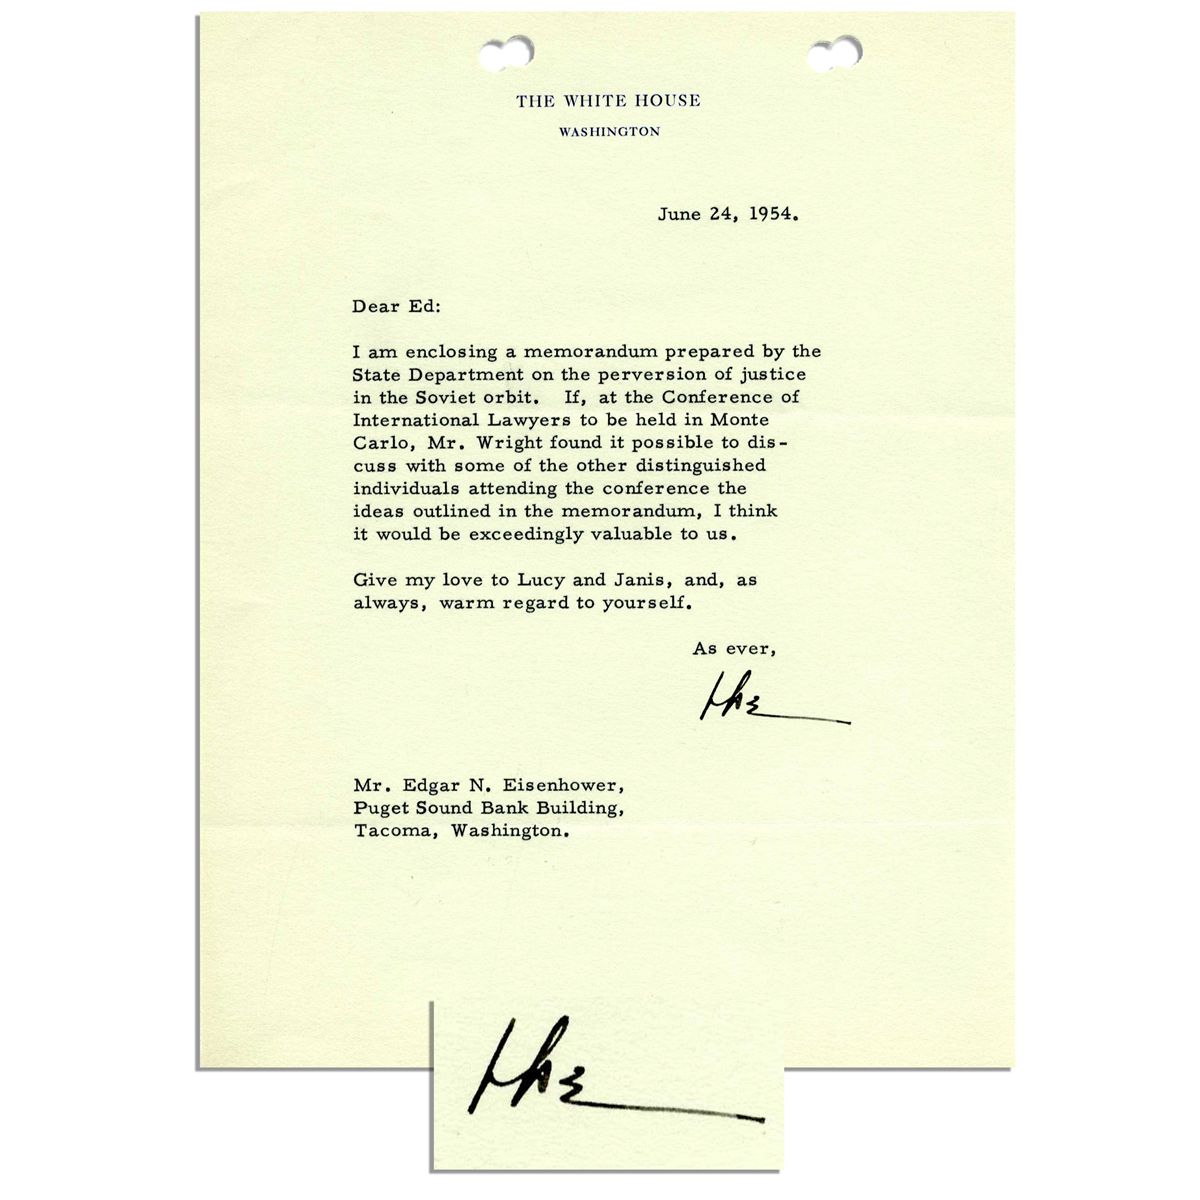 THE WHITE HOUSE
WASHINGTON
June 24, 1954.
Dear Ed:
I am enclosing a memorandum prepared by the
State Department on the perversion of justice
in the Soviet orbit. If, at the Conference of
International Lawyers to be held in Monte
Carlo, Mr. Wright found it possible to dis-
cuss with some of the other distinguished
individuals attending the conference the
ideas outlined in the memorandum, I think
it would be exceedingly valuable to us.
Give my love to Lucy and Janis, and, as
always, warm regard to yourself.
As ever,
Ike
Mr. Edgar N. Eisenhower,
Puget Sound Bank Building,
Tacoma, Washington.
Ike